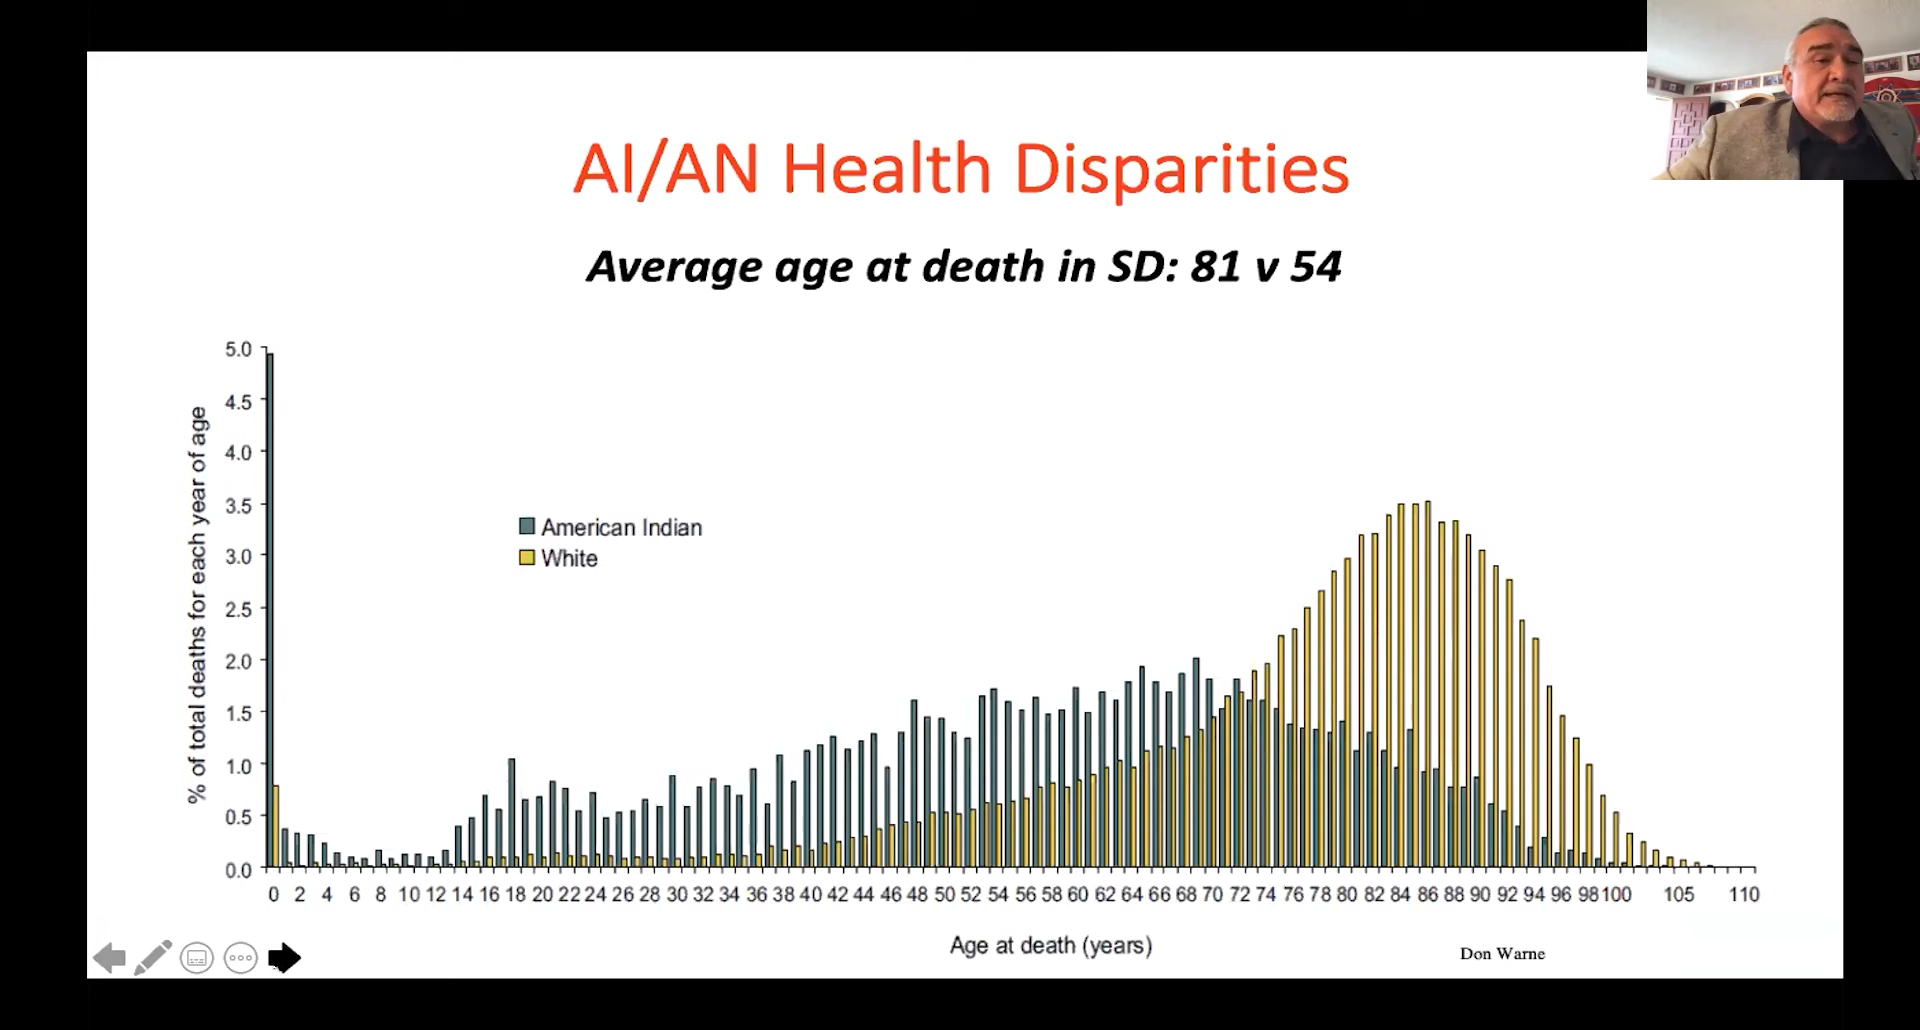 AI/AN Health Disparities
Average age at death in SD: 81 v 54
% of total deaths for each year of age
5.0
4.5
4.0
3.5
3.0
2.5
2.0
1.5
1.0
0.5
0.0
American Indian
White
0 2 4 6 8 10 12 14 16 18 20 22 24 26 28 30 32 34 36 38 40 42 44 46 48 50 52 54 56 58 60 62 64 66 68 70 72 74 76 78 80 82 84 86 88 90 92 94 96 98 100 105 110
Age at death (years)
Don Warne